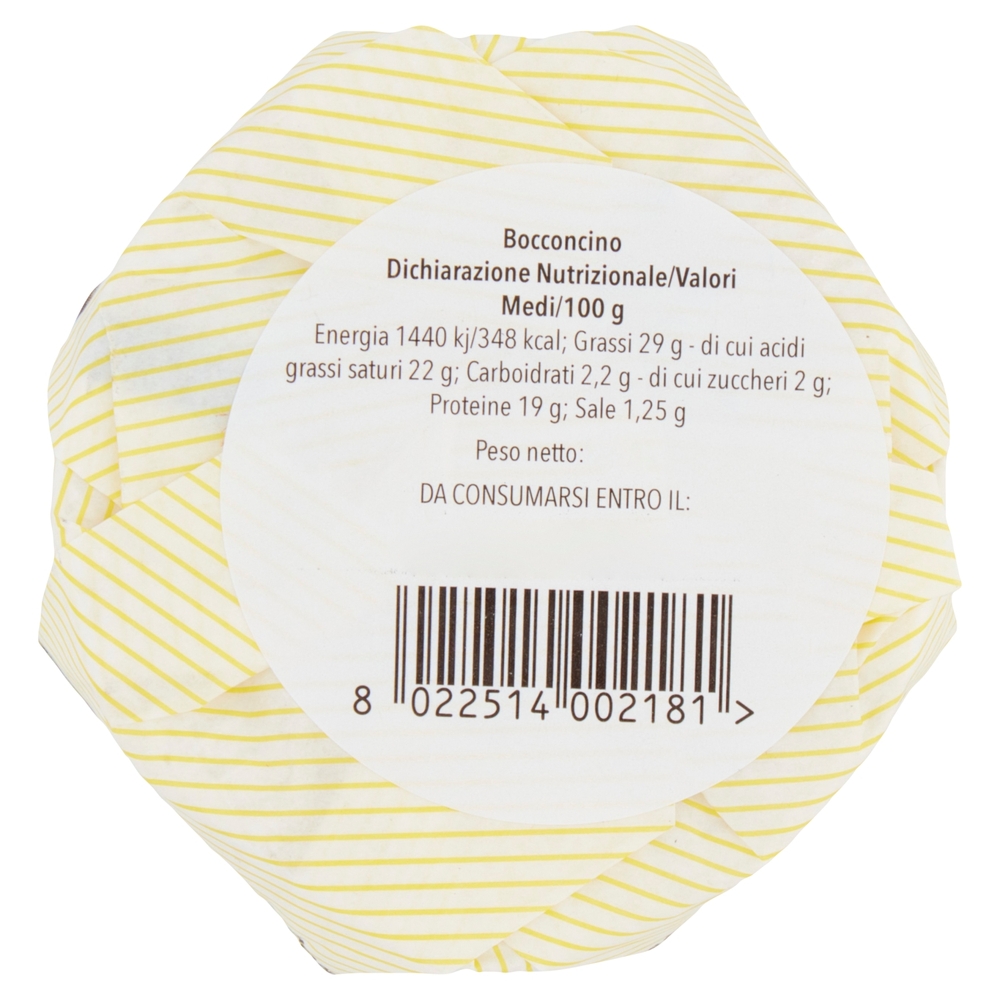 Bocconcino
Dichiarazione Nutrizionale/Valori
Medi/100 g
Energia 1440 kj/348 kcal; Grassi 29 g - di cui acidi
grassi saturi 22 g; Carboidrati 2,2 g - di cui zuccheri 2 g;
Proteine 19 g; Sale 1,25 g
Peso netto:
DA CONSUMARSI ENTRO IL:
8 022514 002181 >